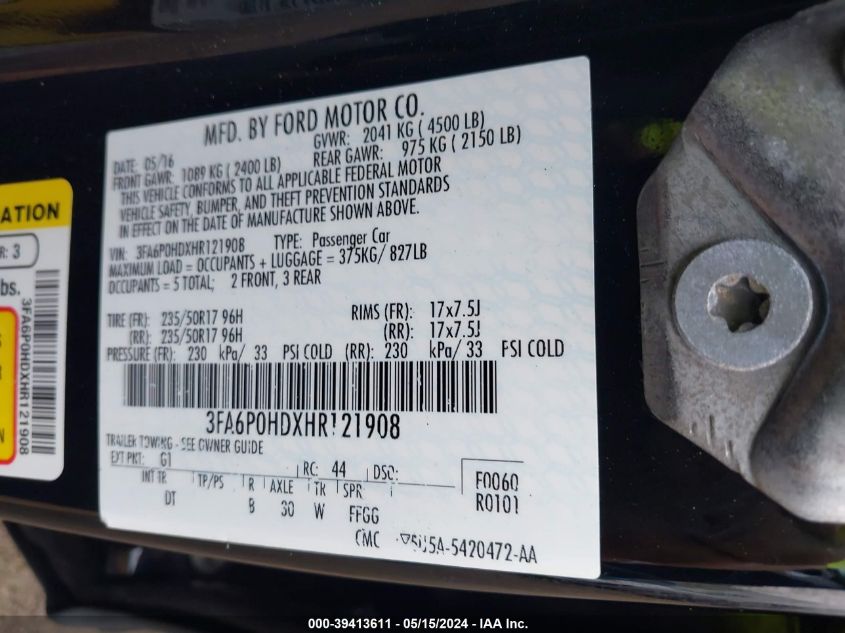 MFD. BY FORD MOTOR CO.
DATE: 05/16 GVWR: 2041 KG ( 4500 LB)
FRONT GAWR: 1089 KG ( 2400 LB) REAR GAWR: 975 KG ( 2150 LB)
THIS VEHICLE CONFORMS TO ALL APPLICABLE FEDERAL MOTOR
VEHICLE SAFETY, BUMPER, AND THEFT PREVENTION STANDARDS
IN EFFECT ON THE DATE OF MANUFACTURE SHOWN ABOVE.
VIN: 3FA6P0HDXHR121908 TYPE: Passenger Car
MAXIMUM LOAD = OCCUPANTS + LUGGAGE = 375KG/ 827LB
OCCUPANTS = 5 TOTAL; 2 FRONT, 3 REAR
TIRE (FR): 235/50R17 96H RIMS (FR): 17x7.5J
(RR): 235/50R17 96H (RR): 17x7.5J
PRESSURE (FR): 230 kPa/ 33 PSI COLD (RR): 230 kPa/ 33 PSI COLD
3FA6P0HDXHR121908
TRAILER TOWING - SEE OWNER GUIDE
EXT PNT: G1 RC: 44 DSO:
INT TR TP/PS R AXLE TR SPR
DT B 30 W FFGG
F0060
R0101
5U5A-5420472-AA
ATION
R: 3
bs.
3FA6P0HDXHR121908
N
000-39413611 - 05/15/2024 - IAA Inc.